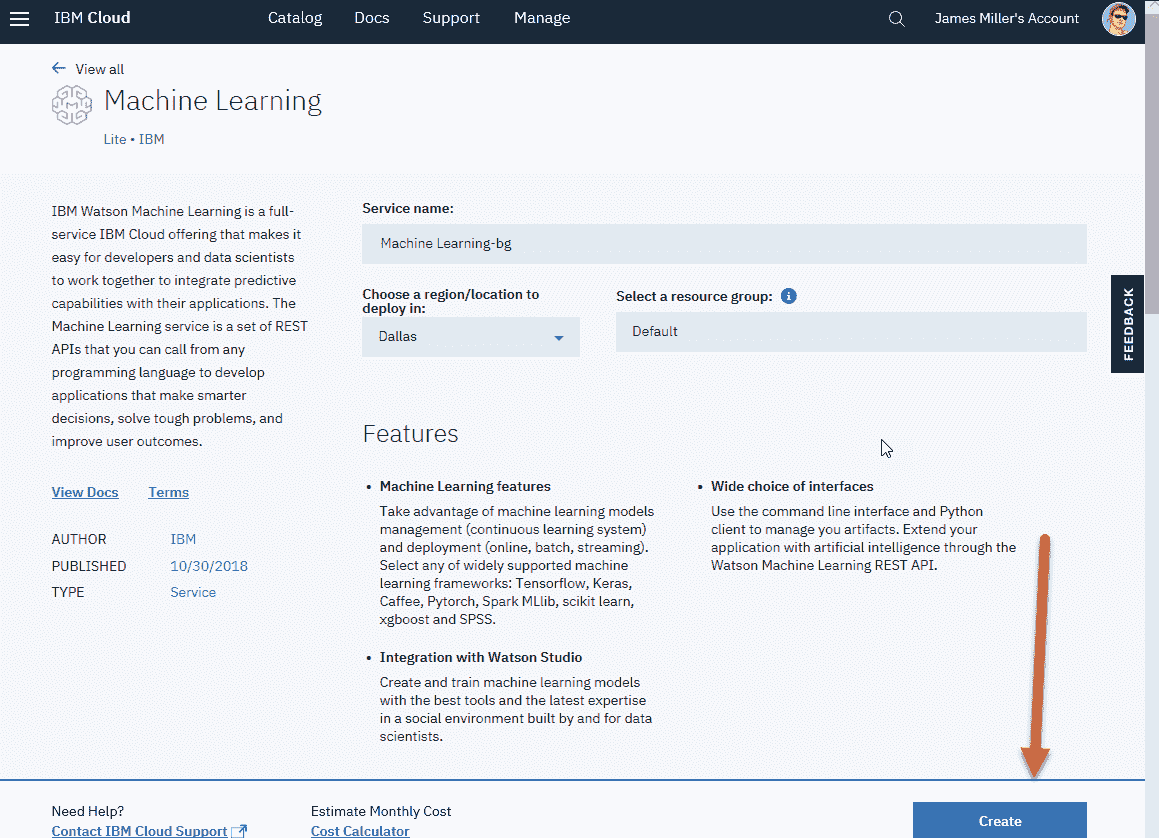 IBM Cloud
Catalog
Docs
Support
Manage
James Miller's Account
View all
Machine Learning
Lite • IBM
IBM Watson Machine Learning is a full-
service IBM Cloud offering that makes it
easy for developers and data scientists
to work together to integrate predictive
capabilities with their applications. The
Machine Learning service is a set of REST
APIs that you can call from any
programming language to develop
applications that make smarter
decisions, solve tough problems, and
improve user outcomes.
View Docs
Terms
AUTHOR IBM
PUBLISHED 10/30/2018
TYPE Service
Service name:
Machine Learning-bg
Choose a region/location to
deploy in:
Dallas
Select a resource group:
Default
Features
• Machine Learning features
Take advantage of machine learning models
management (continuous learning system)
and deployment (online, batch, streaming).
Select any of widely supported machine
learning frameworks: Tensorflow, Keras,
Caffee, Pytorch, Spark MLlib, scikit learn,
xgboost and SPSS.
• Integration with Watson Studio
Create and train machine learning models
with the best tools and the latest expertise
in a social environment built by and for data
scientists.
• Wide choice of interfaces
Use the command line interface and Python
client to manage you artifacts. Extend your
application with artificial intelligence through the
Watson Machine Learning REST API.
FEEDBACK
Need Help?
Contact IBM Cloud Support
Estimate Monthly Cost
Cost Calculator
Create